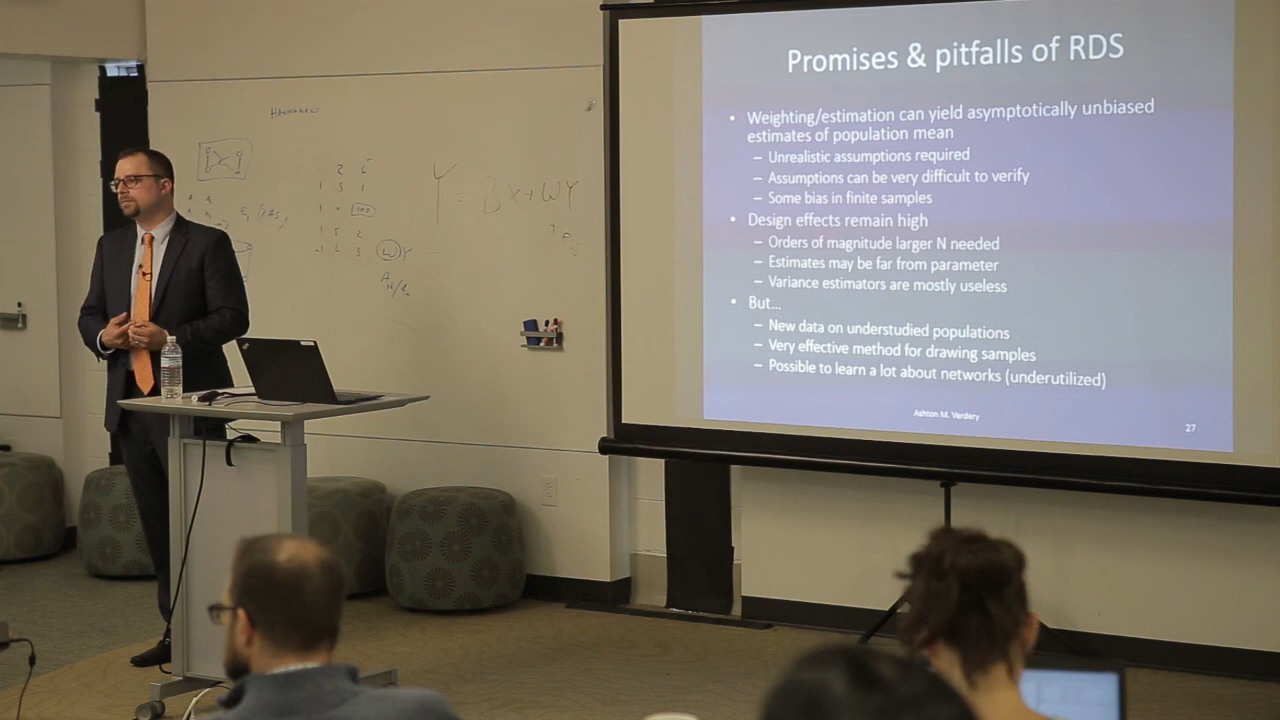 Promises & pitfalls of RDS
• Weighting/estimation can yield asymptotically unbiased
estimates of population mean
– Unrealistic assumptions required
– Assumptions can be very difficult to verify
– Some bias in finite samples
• Design effects remain high
– Orders of magnitude larger N needed
– Estimates may be far from parameter
– Variance estimators are mostly useless
• But...
– New data on understudied populations
– Very effective method for drawing samples
– Possible to learn a lot about networks (underutilized)
Ashton M. Verdery
27
Y = BX+WY